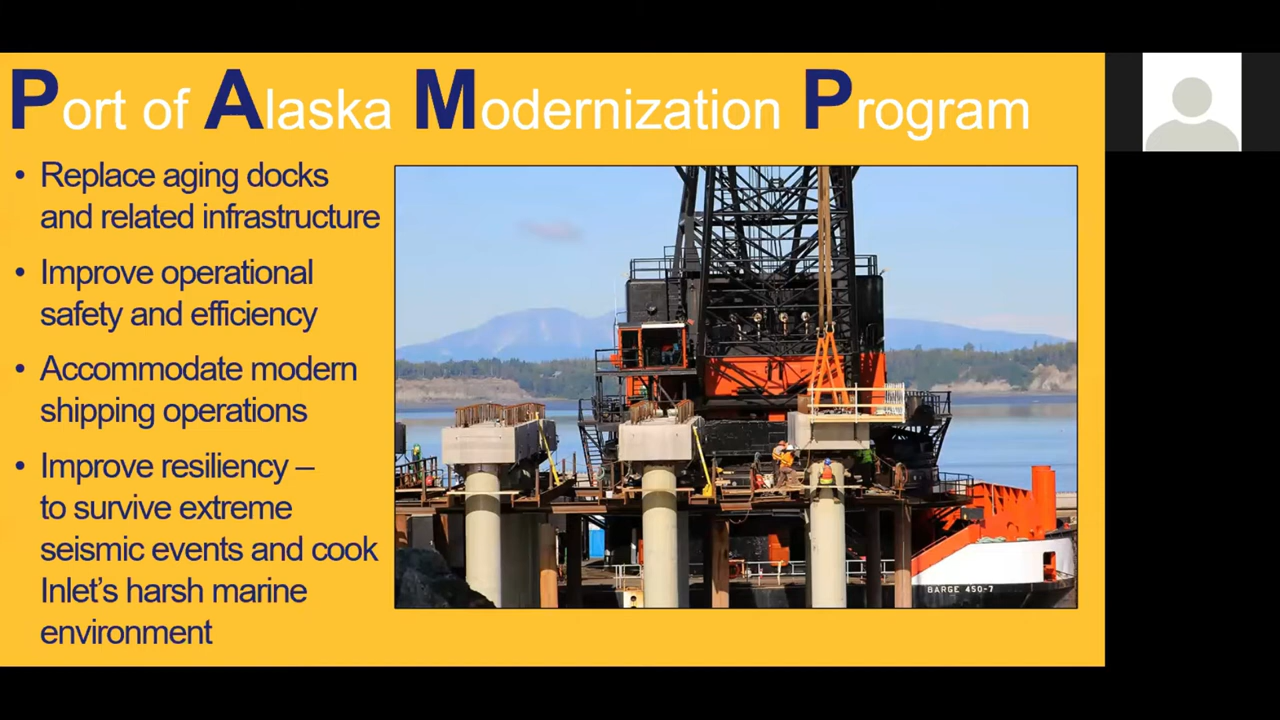 Port of Alaska Modernization Program
• Replace aging docks
and related infrastructure
• Improve operational
safety and efficiency
• Accommodate modern
shipping operations
• Improve resiliency –
to survive extreme
seismic events and cook
Inlet’s harsh marine
environment
BARGE 450-7